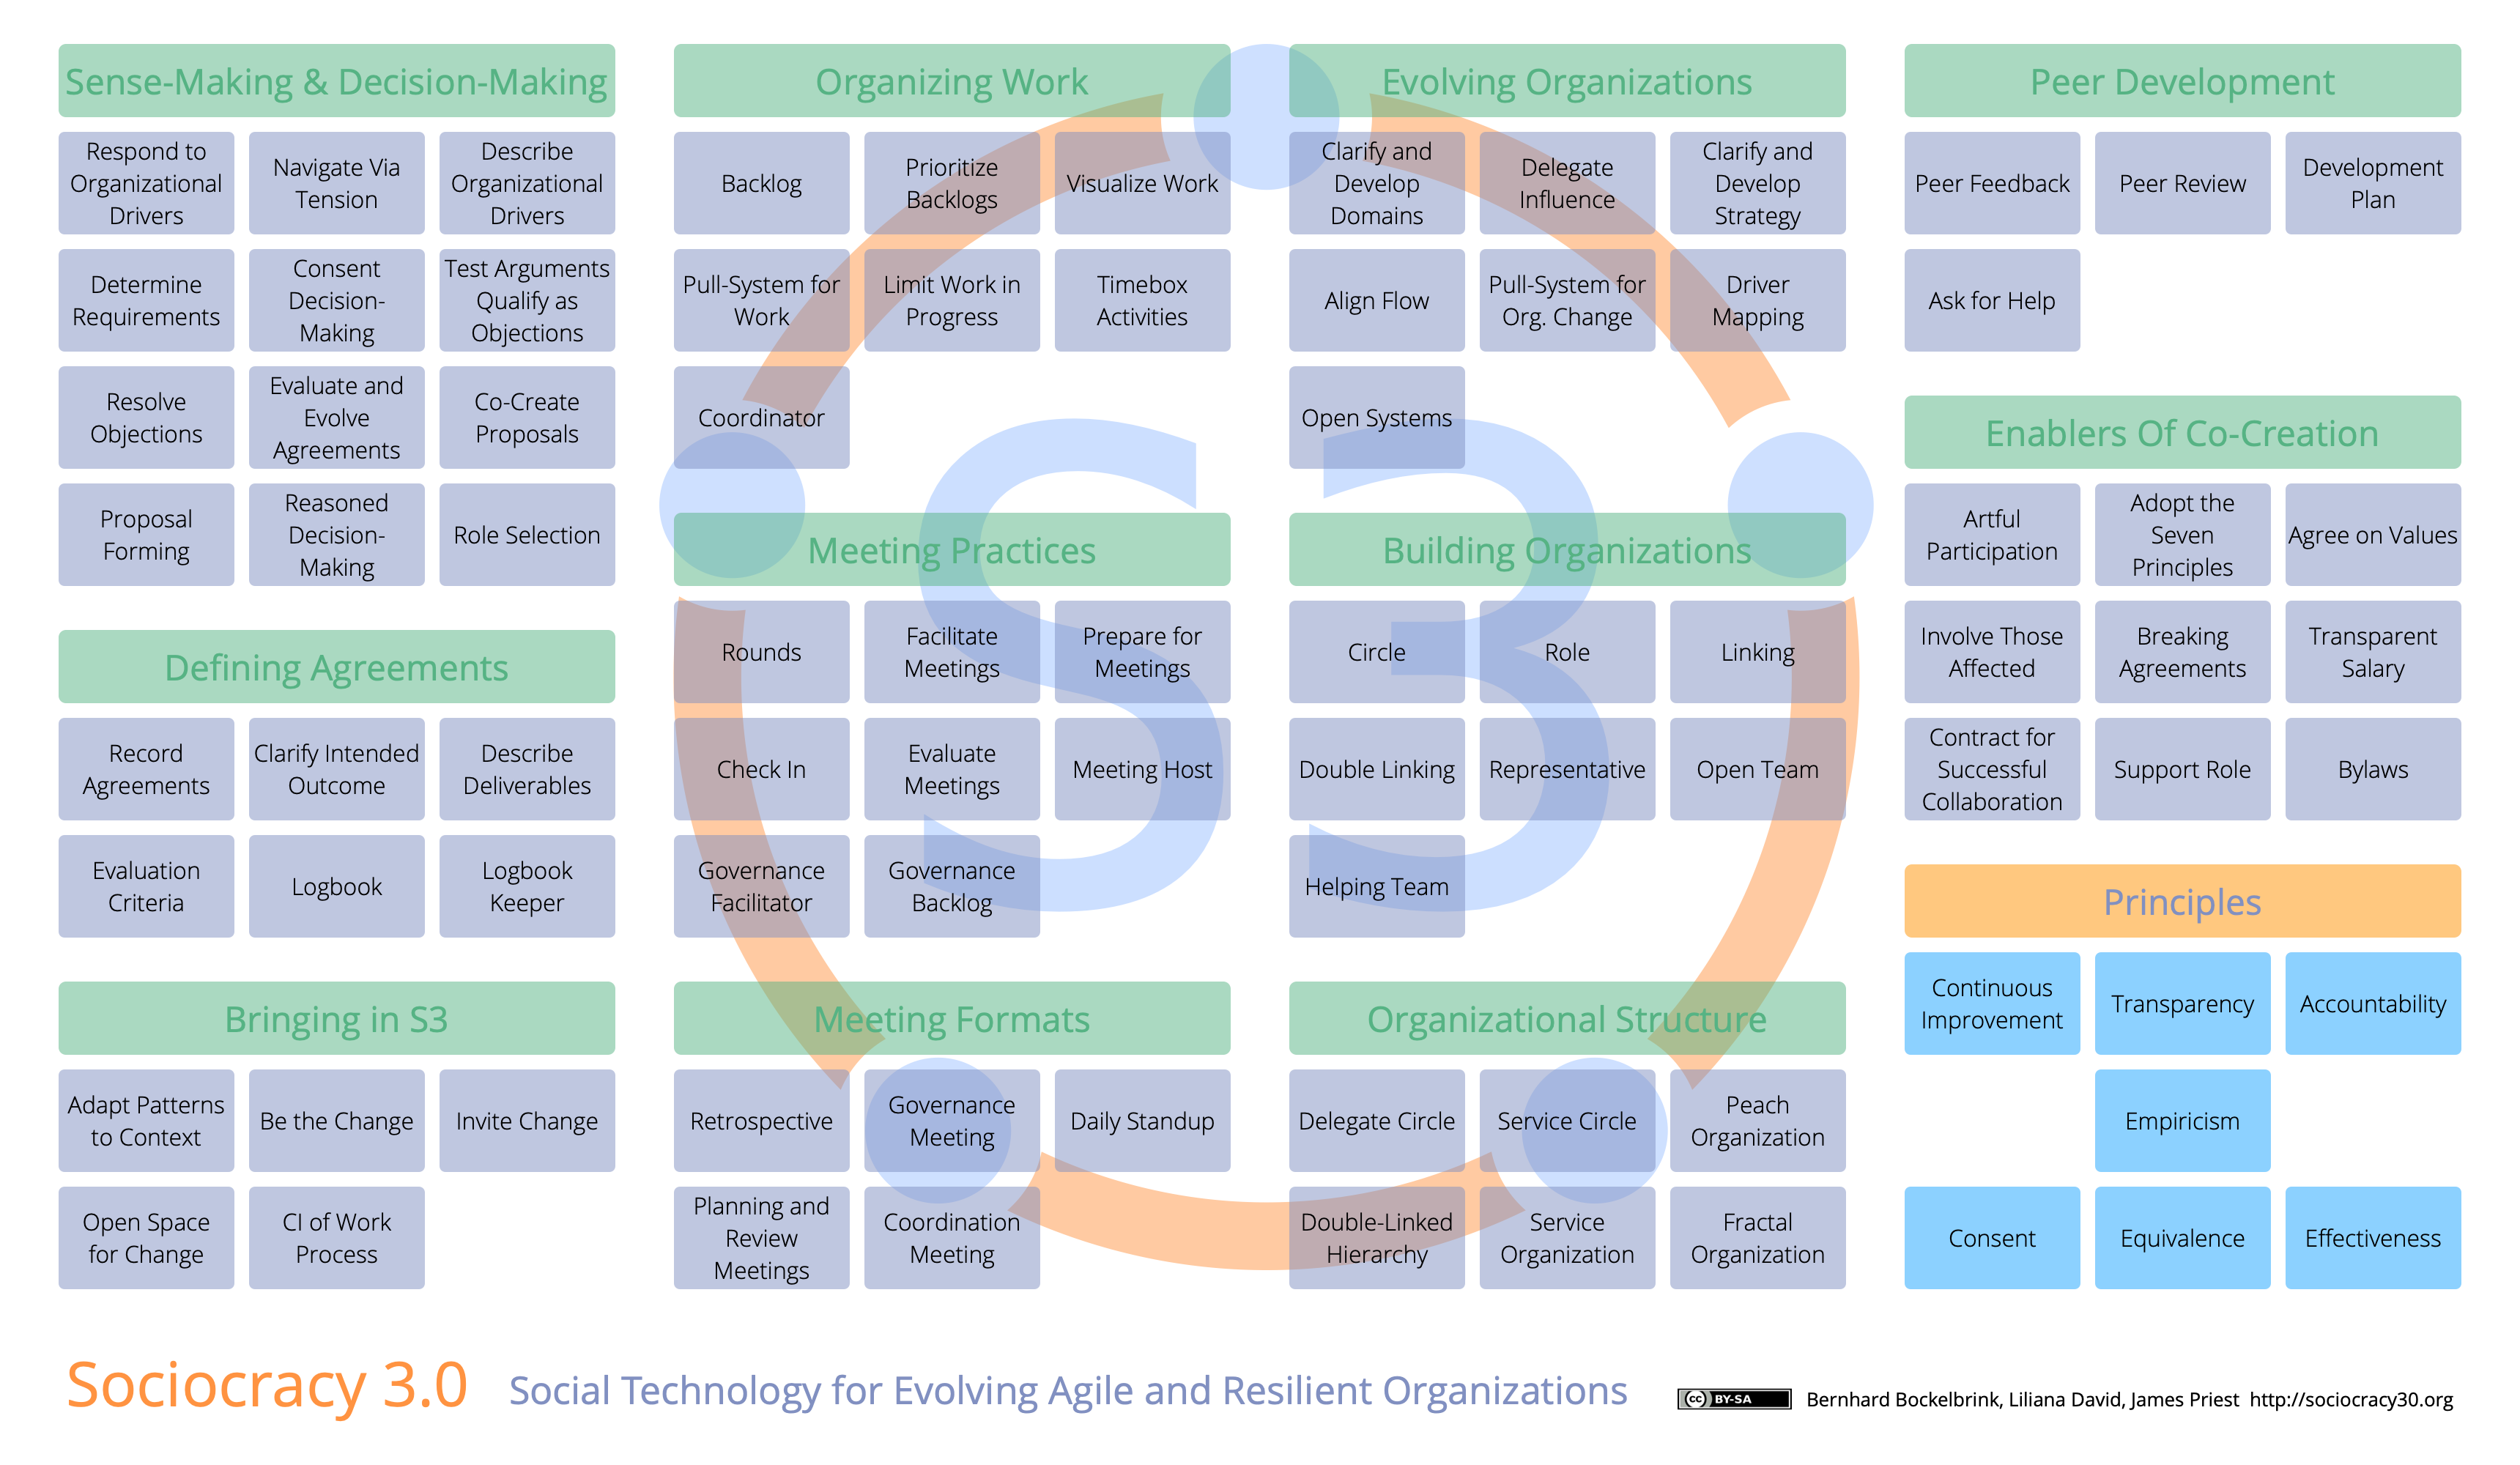 Sense-Making & Decision-Making
Respond to
Organizational
Drivers
Navigate Via
Tension
Describe
Organizational
Drivers
Determine
Requirements
Consent
Decision-
Making
Test Arguments
Qualify as
Objections
Resolve
Objections
Evaluate and
Evolve
Agreements
Co-Create
Proposals
Proposal
Forming
Reasoned
Decision-
Making
Role Selection
Defining Agreements
Record
Agreements
Clarify Intended
Outcome
Describe
Deliverables
Evaluation
Criteria
Logbook
Logbook
Keeper
Bringing in S3
Adapt Patterns
to Context
Be the Change
Invite Change
Open Space
for Change
CI of Work
Process
Organizing Work
Backlog
Prioritize
Backlogs
Visualize Work
Pull-System for
Work
Limit Work in
Progress
Timebox
Activities
Coordinator
Meeting Practices
Rounds
Facilitate
Meetings
Prepare for
Meetings
Check In
Evaluate
Meetings
Meeting Host
Governance
Facilitator
Governance
Backlog
Meeting Formats
Retrospective
Governance
Meeting
Daily Standup
Planning and
Review
Meetings
Coordination
Meeting
Evolving Organizations
Clarify and
Develop
Domains
Delegate
Influence
Clarify and
Develop
Strategy
Align Flow
Pull-System for
Org. Change
Driver
Mapping
Open Systems
Building Organizations
Circle
Role
Linking
Double Linking
Representative
Open Team
Helping Team
Organizational Structure
Delegate Circle
Service Circle
Peach
Organization
Double-Linked
Hierarchy
Service
Organization
Fractal
Organization
Peer Development
Peer Feedback
Peer Review
Development
Plan
Ask for Help
Enablers Of Co-Creation
Artful
Participation
Adopt the
Seven
Principles
Agree on Values
Involve Those
Affected
Breaking
Agreements
Transparent
Salary
Contract for
Successful
Collaboration
Support Role
Bylaws
Principles
Continuous
Improvement
Transparency
Accountability
Empiricism
Consent
Equivalence
Effectiveness
S3
Sociocracy 3.0
Social Technology for Evolving Agile and Resilient Organizations
cc BY-SA
Bernhard Bockelbrink, Liliana David, James Priest http://sociocracy30.org